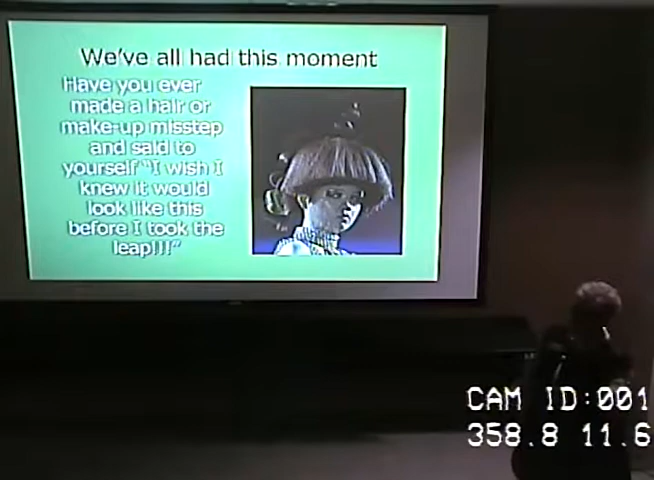 We've all had this moment
Have you ever
made a hair or
make-up misstep
and said to
yourself "I wish I
knew it would
look like this
before I took the
leap!!!"
CAM ID:001
358.8 11.6